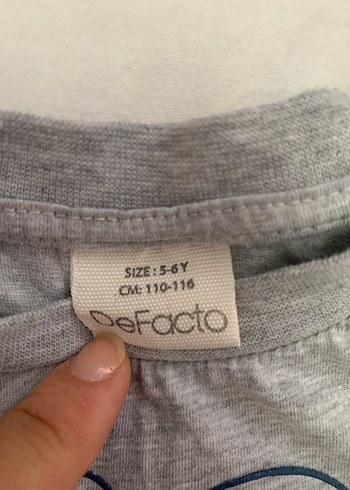 SIZE: 5-6 Y
CM: 110-116
DeFacto